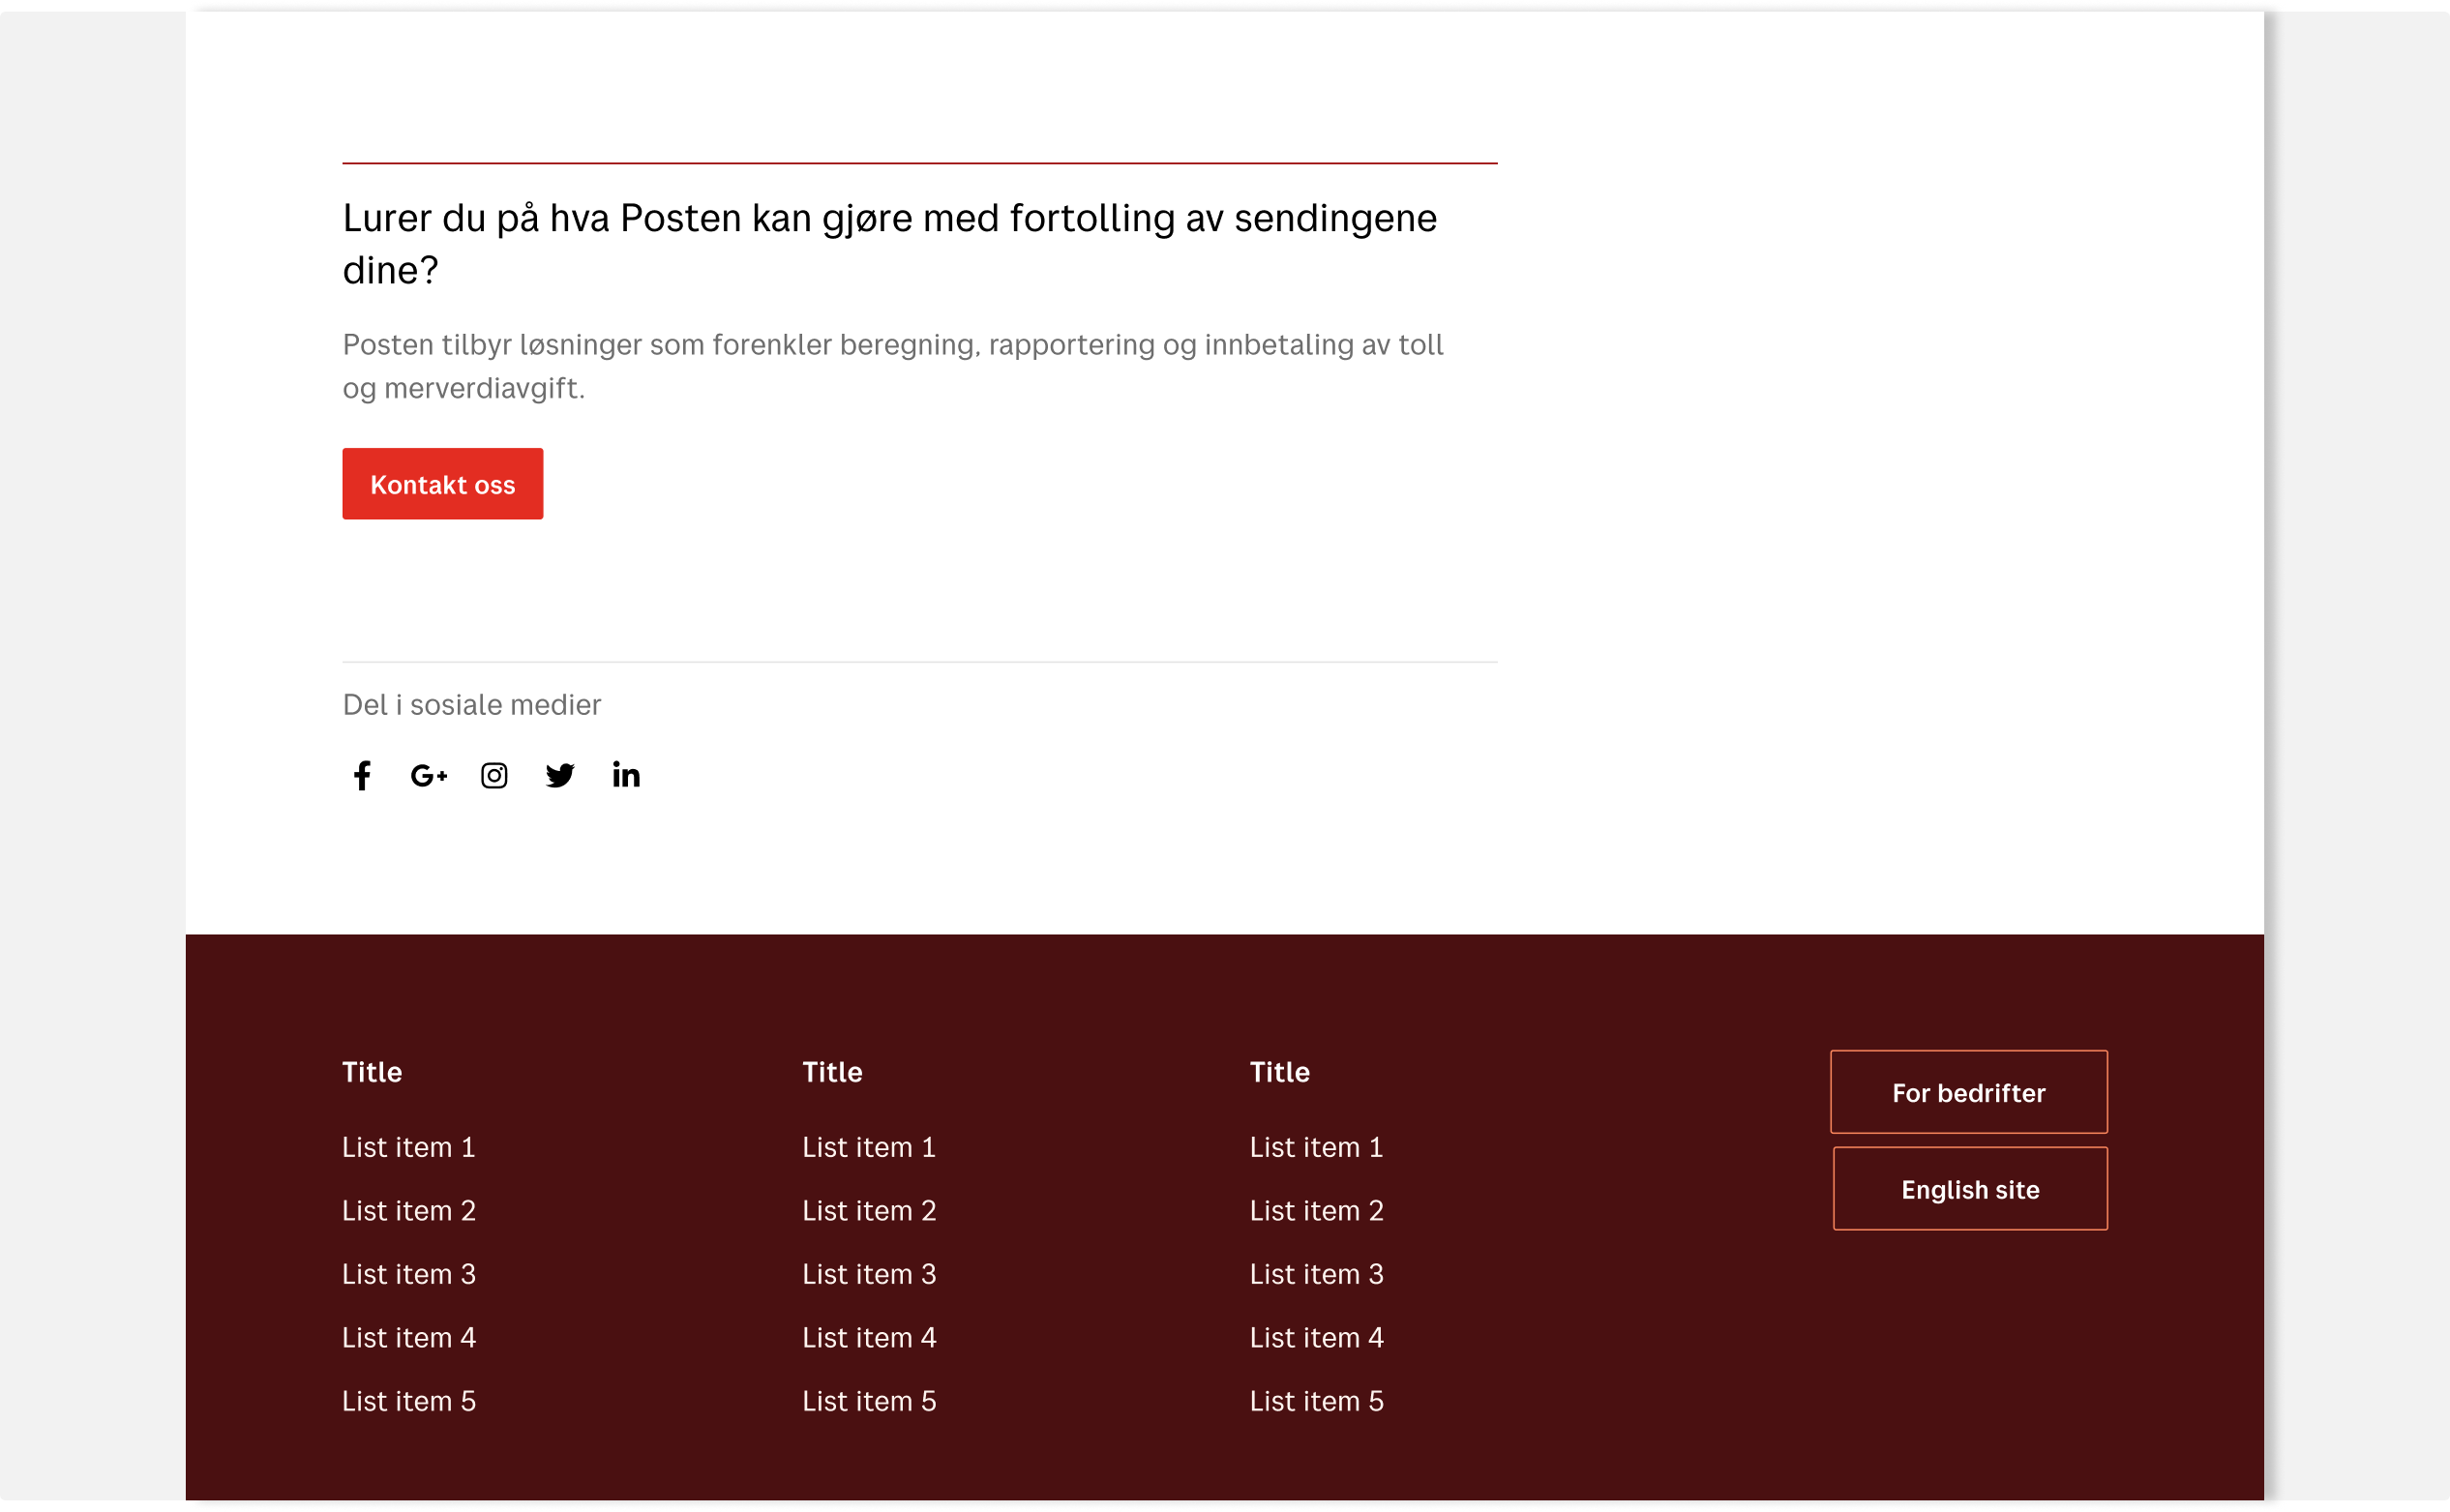 Lurer du på hva Posten kan gjøre med fortolling av sendingene
dine?
Posten tilbyr løsninger som forenkler beregning, rapportering og innbetaling av toll
og merverdiavgift.
Kontakt oss
Del i sosiale medier
Title
List item 1
List item 2
List item 3
List item 4
List item 5
Title
List item 1
List item 2
List item 3
List item 4
List item 5
Title
List item 1
List item 2
List item 3
List item 4
List item 5
For bedrifter
English site